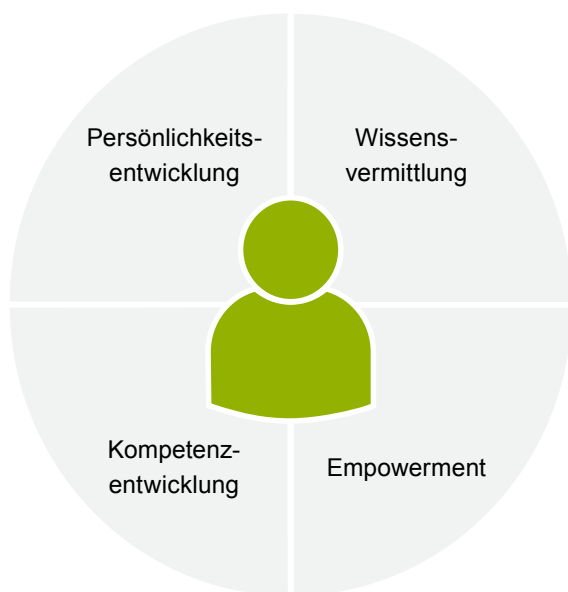 Persönlichkeits-
entwicklung
Wissens-
vermittlung
Kompetenz-
entwicklung
Empowerment